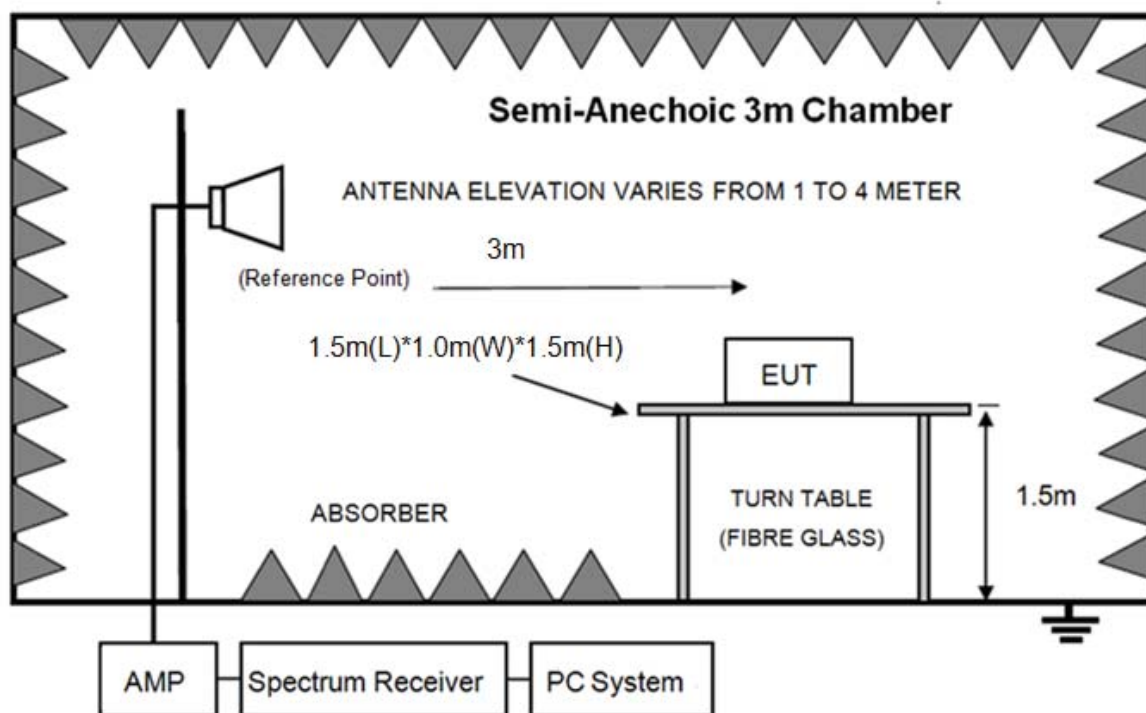 Semi-Anechoic 3m Chamber
ANTENNA ELEVATION VARIES FROM 1 TO 4 METER
3m
(Reference Point)
1.5m(L)*1.0m(W)*1.5m(H)
EUT
TURN TABLE
(FIBRE GLASS)
1.5m
ABSORBER
AMP
Spectrum Receiver
PC System